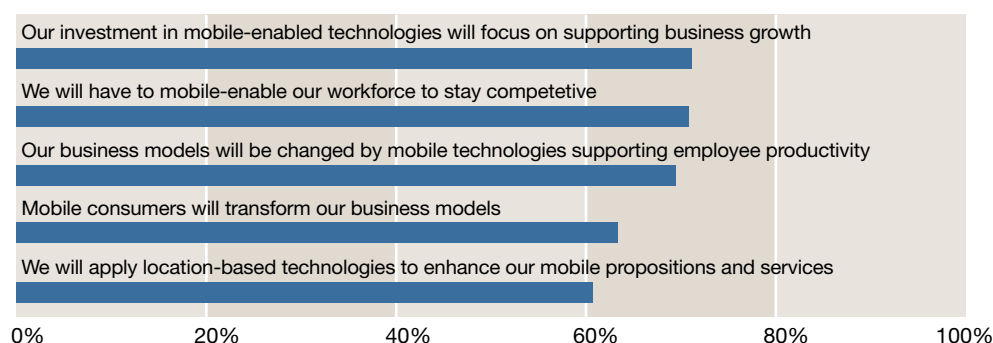 Our investment in mobile-enabled technologies will focus on supporting business growth
We will have to mobile-enable our workforce to stay competetive
Our business models will be changed by mobile technologies supporting employee productivity
Mobile consumers will transform our business models
We will apply location-based technologies to enhance our mobile propositions and services
0% 20% 40% 60% 80% 100%